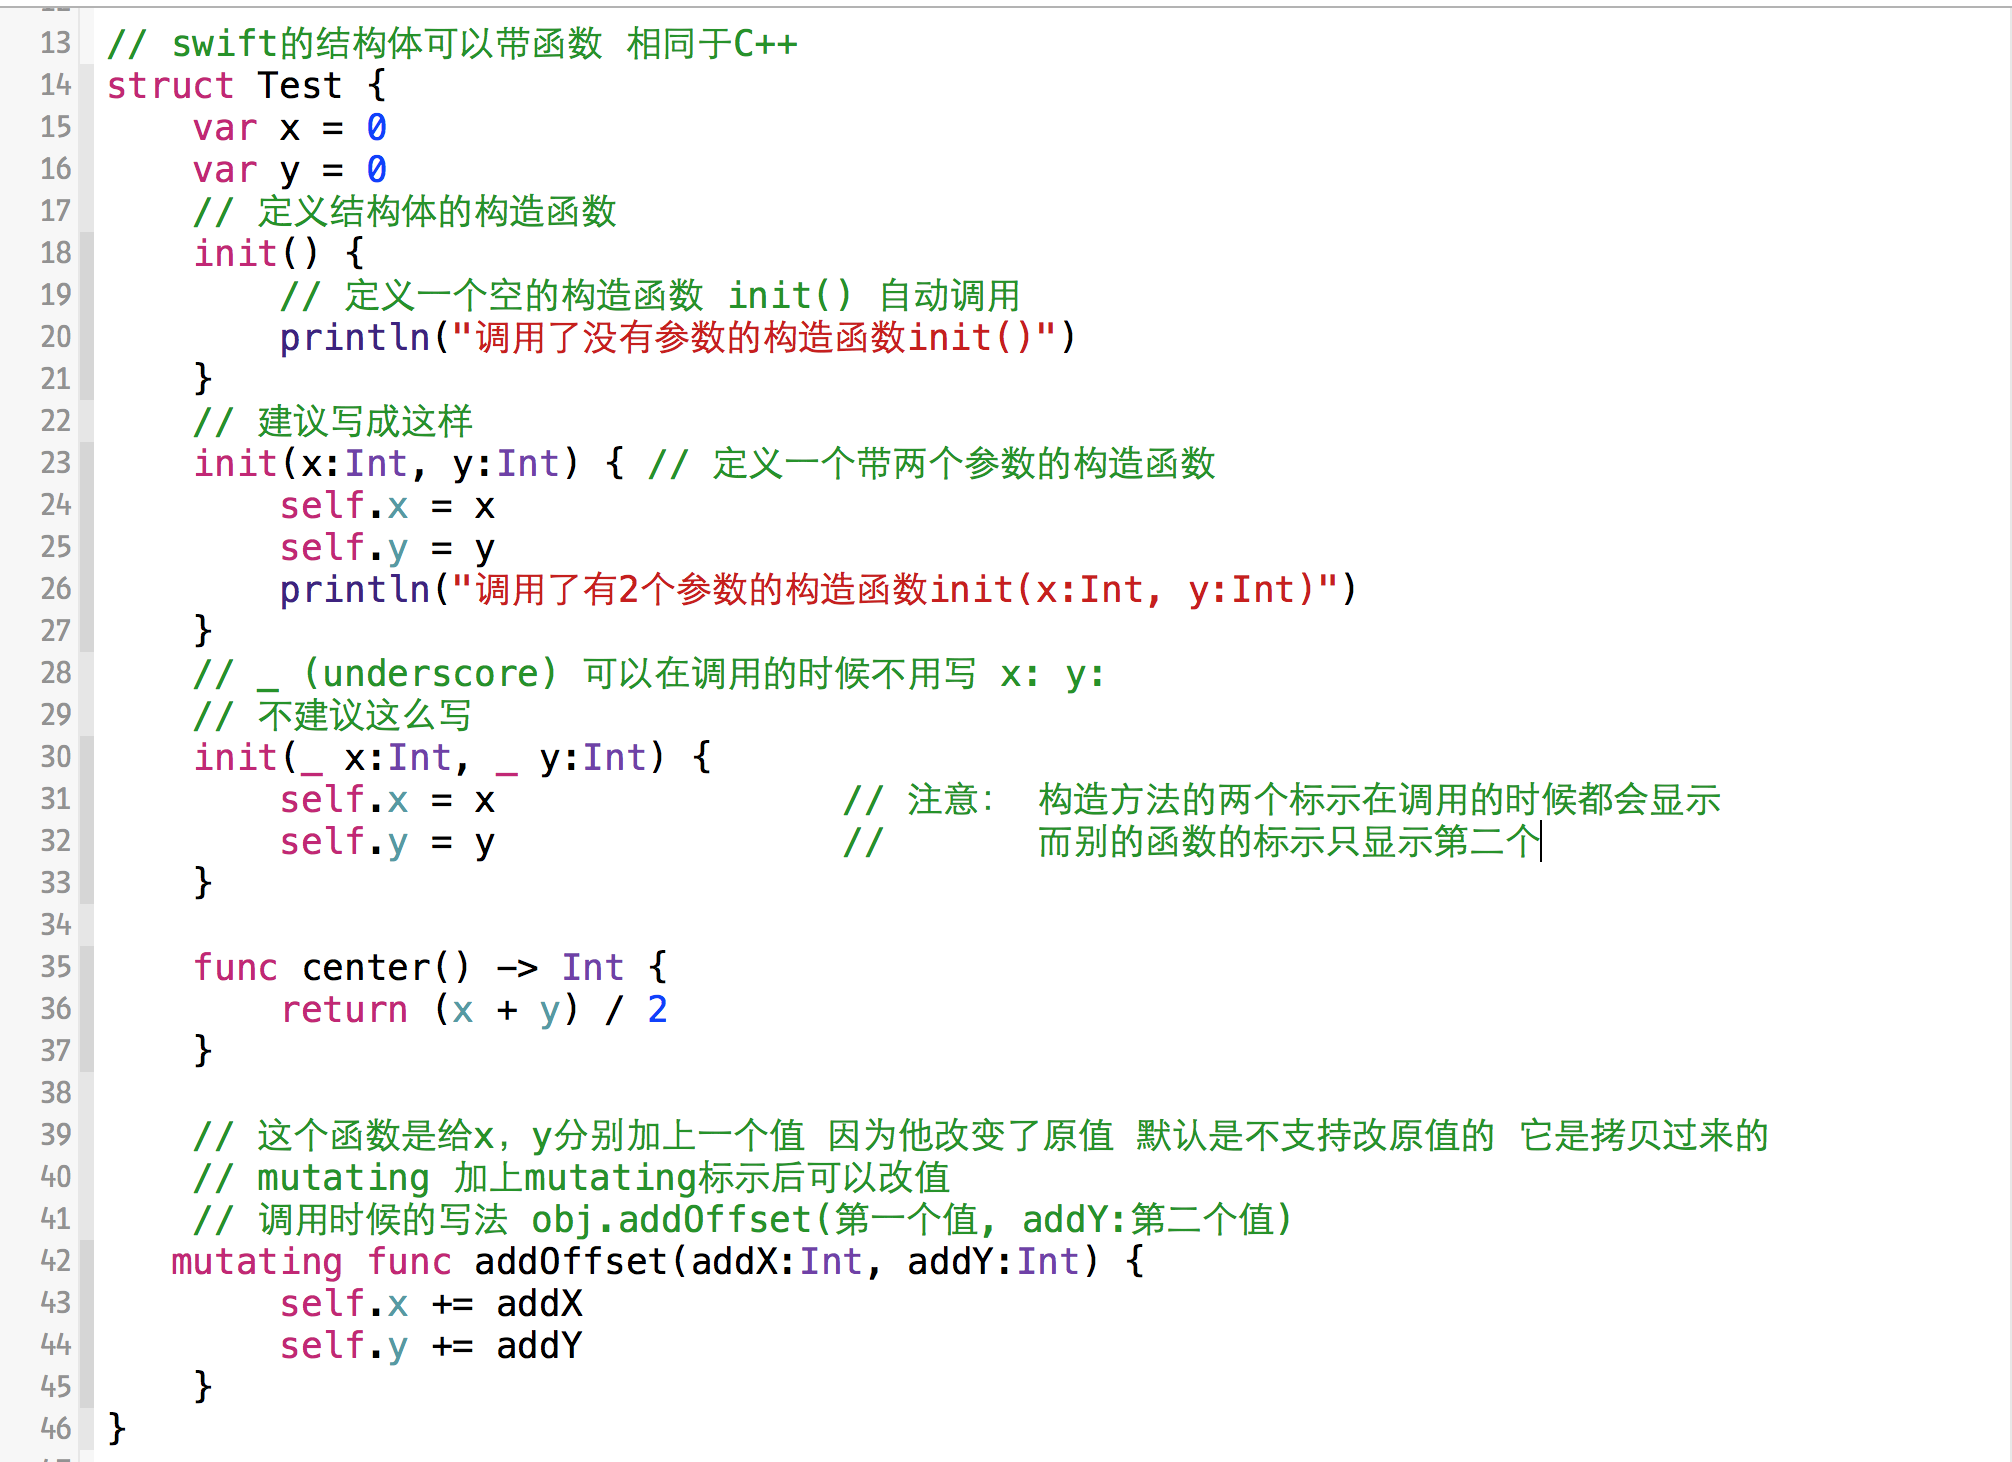 13 // swift的结构体可以带函数 相同于C++
14 struct Test {
15     var x = 0
16     var y = 0
17     // 定义结构体的构造函数
18     init() {
19         // 定义一个空的构造函数 init() 自动调用
20         println("调用了没有参数的构造函数init()")
21     }
22     // 建议写成这样
23     init(x:Int, y:Int) { // 定义一个带两个参数的构造函数
24         self.x = x
25         self.y = y
26         println("调用了有2个参数的构造函数init(x:Int, y:Int)")
27     }
28     // _ (underscore) 可以在调用的时候不用写 x: y:
29     // 不建议这么写
30     init(_ x:Int, _ y:Int) {
31         self.x = x                // 注意： 构造方法的两个标示在调用的时候都会显示
32         self.y = y                //       而别的函数的标示只显示第二个
33     }
34
35     func center() -> Int {
36         return (x + y) / 2
37     }
38
39     // 这个函数是给x，y分别加上一个值 因为他改变了原值 默认是不支持改原值的 它是拷贝过来的
40     // mutating 加上mutating标示后可以改值
41     // 调用时候的写法 obj.addOffset(第一个值, addY:第二个值)
42    mutating func addOffset(addX:Int, addY:Int) {
43         self.x += addX
44         self.y += addY
45     }
46 }